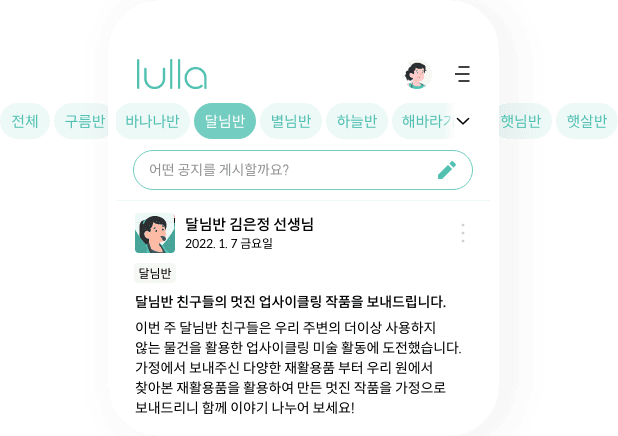 lulla
전체 구름반 바나나반 달님반 별님반 하늘반 해바라기 햇님반 햇살반
어떤 공지를 게시할까요?
달님반 김은정 선생님
2022. 1. 7 금요일
달님반
달님반 친구들의 멋진 업사이클링 작품을 보내드립니다.
이번 주 달님반 친구들은 우리 주변의 더이상 사용하지
않는 물건을 활용한 업사이클링 미술 활동에 도전했습니다.
가정에서 보내주신 다양한 재활용품 부터 우리 원에서
찾아본 재활용품을 활용하여 만든 멋진 작품을 가정으로
보내드리니 함께 이야기 나누어 보세요!